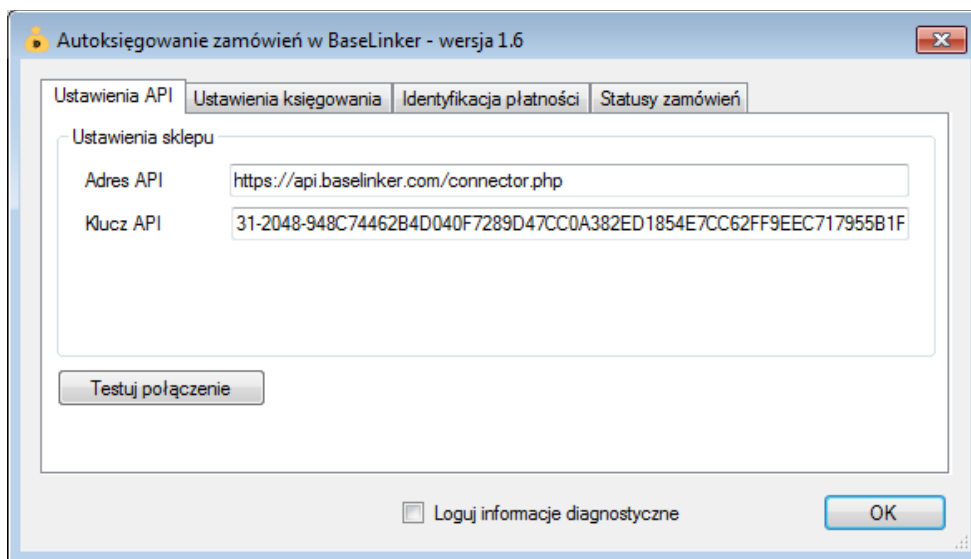 Autoksięgowanie zamówień w BaseLinker - wersja 1.6
Ustawienia API Ustawienia księgowania Identyfikacja płatności Statusy zamówień
Ustawienia sklepu
Adres API https://api.baselinker.com/connector.php
Klucz API 31-2048-948C74462B4D040F7289D47CC0A382ED1854E7CC62FF9EEC717955B1F
Testuj połączenie
Loguj informacje diagnostyczne OK